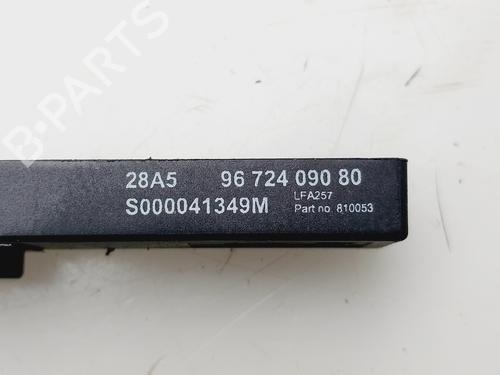 B-PARTS
28A5 96 724 090 80
LFA257
S000041349M Part no. 810053